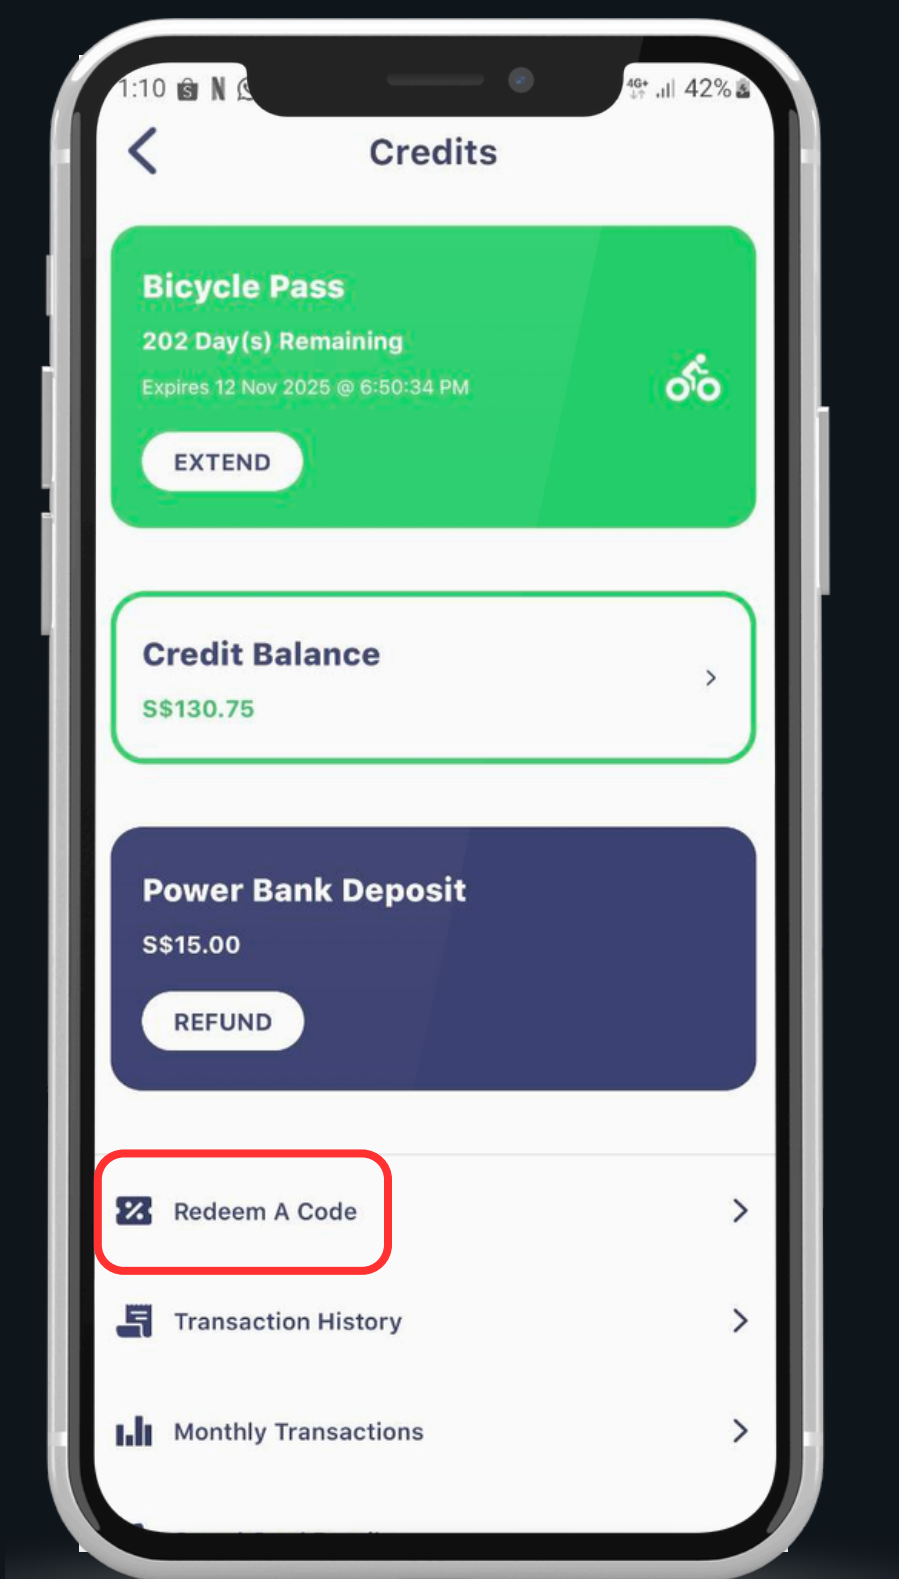 1:10
4G+ 42%
Credits
Bicycle Pass
202 Day(s) Remaining
Expires 12 Nov 2025 @ 6:50:34 PM
EXTEND
Credit Balance
S$130.75
Power Bank Deposit
S$15.00
REFUND
Redeem A Code
Transaction History
Monthly Transactions